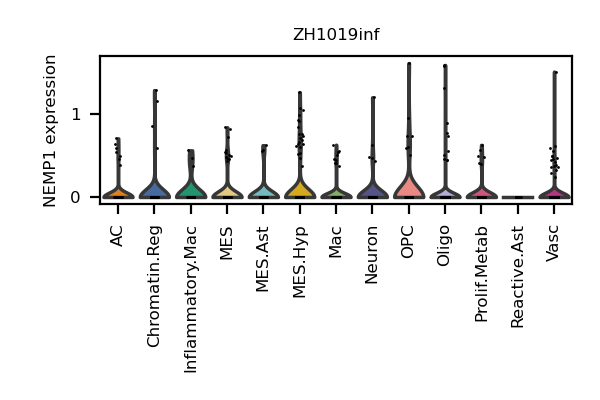 ZH1019inf
NEMP1 expression
1
0
AC
Chromatin.Reg
Inflammatory.Mac
MES
MES.Ast
MES.Hyp
Mac
Neuron
OPC
Oligo
Prolif.Metab
Reactive.Ast
Vasc